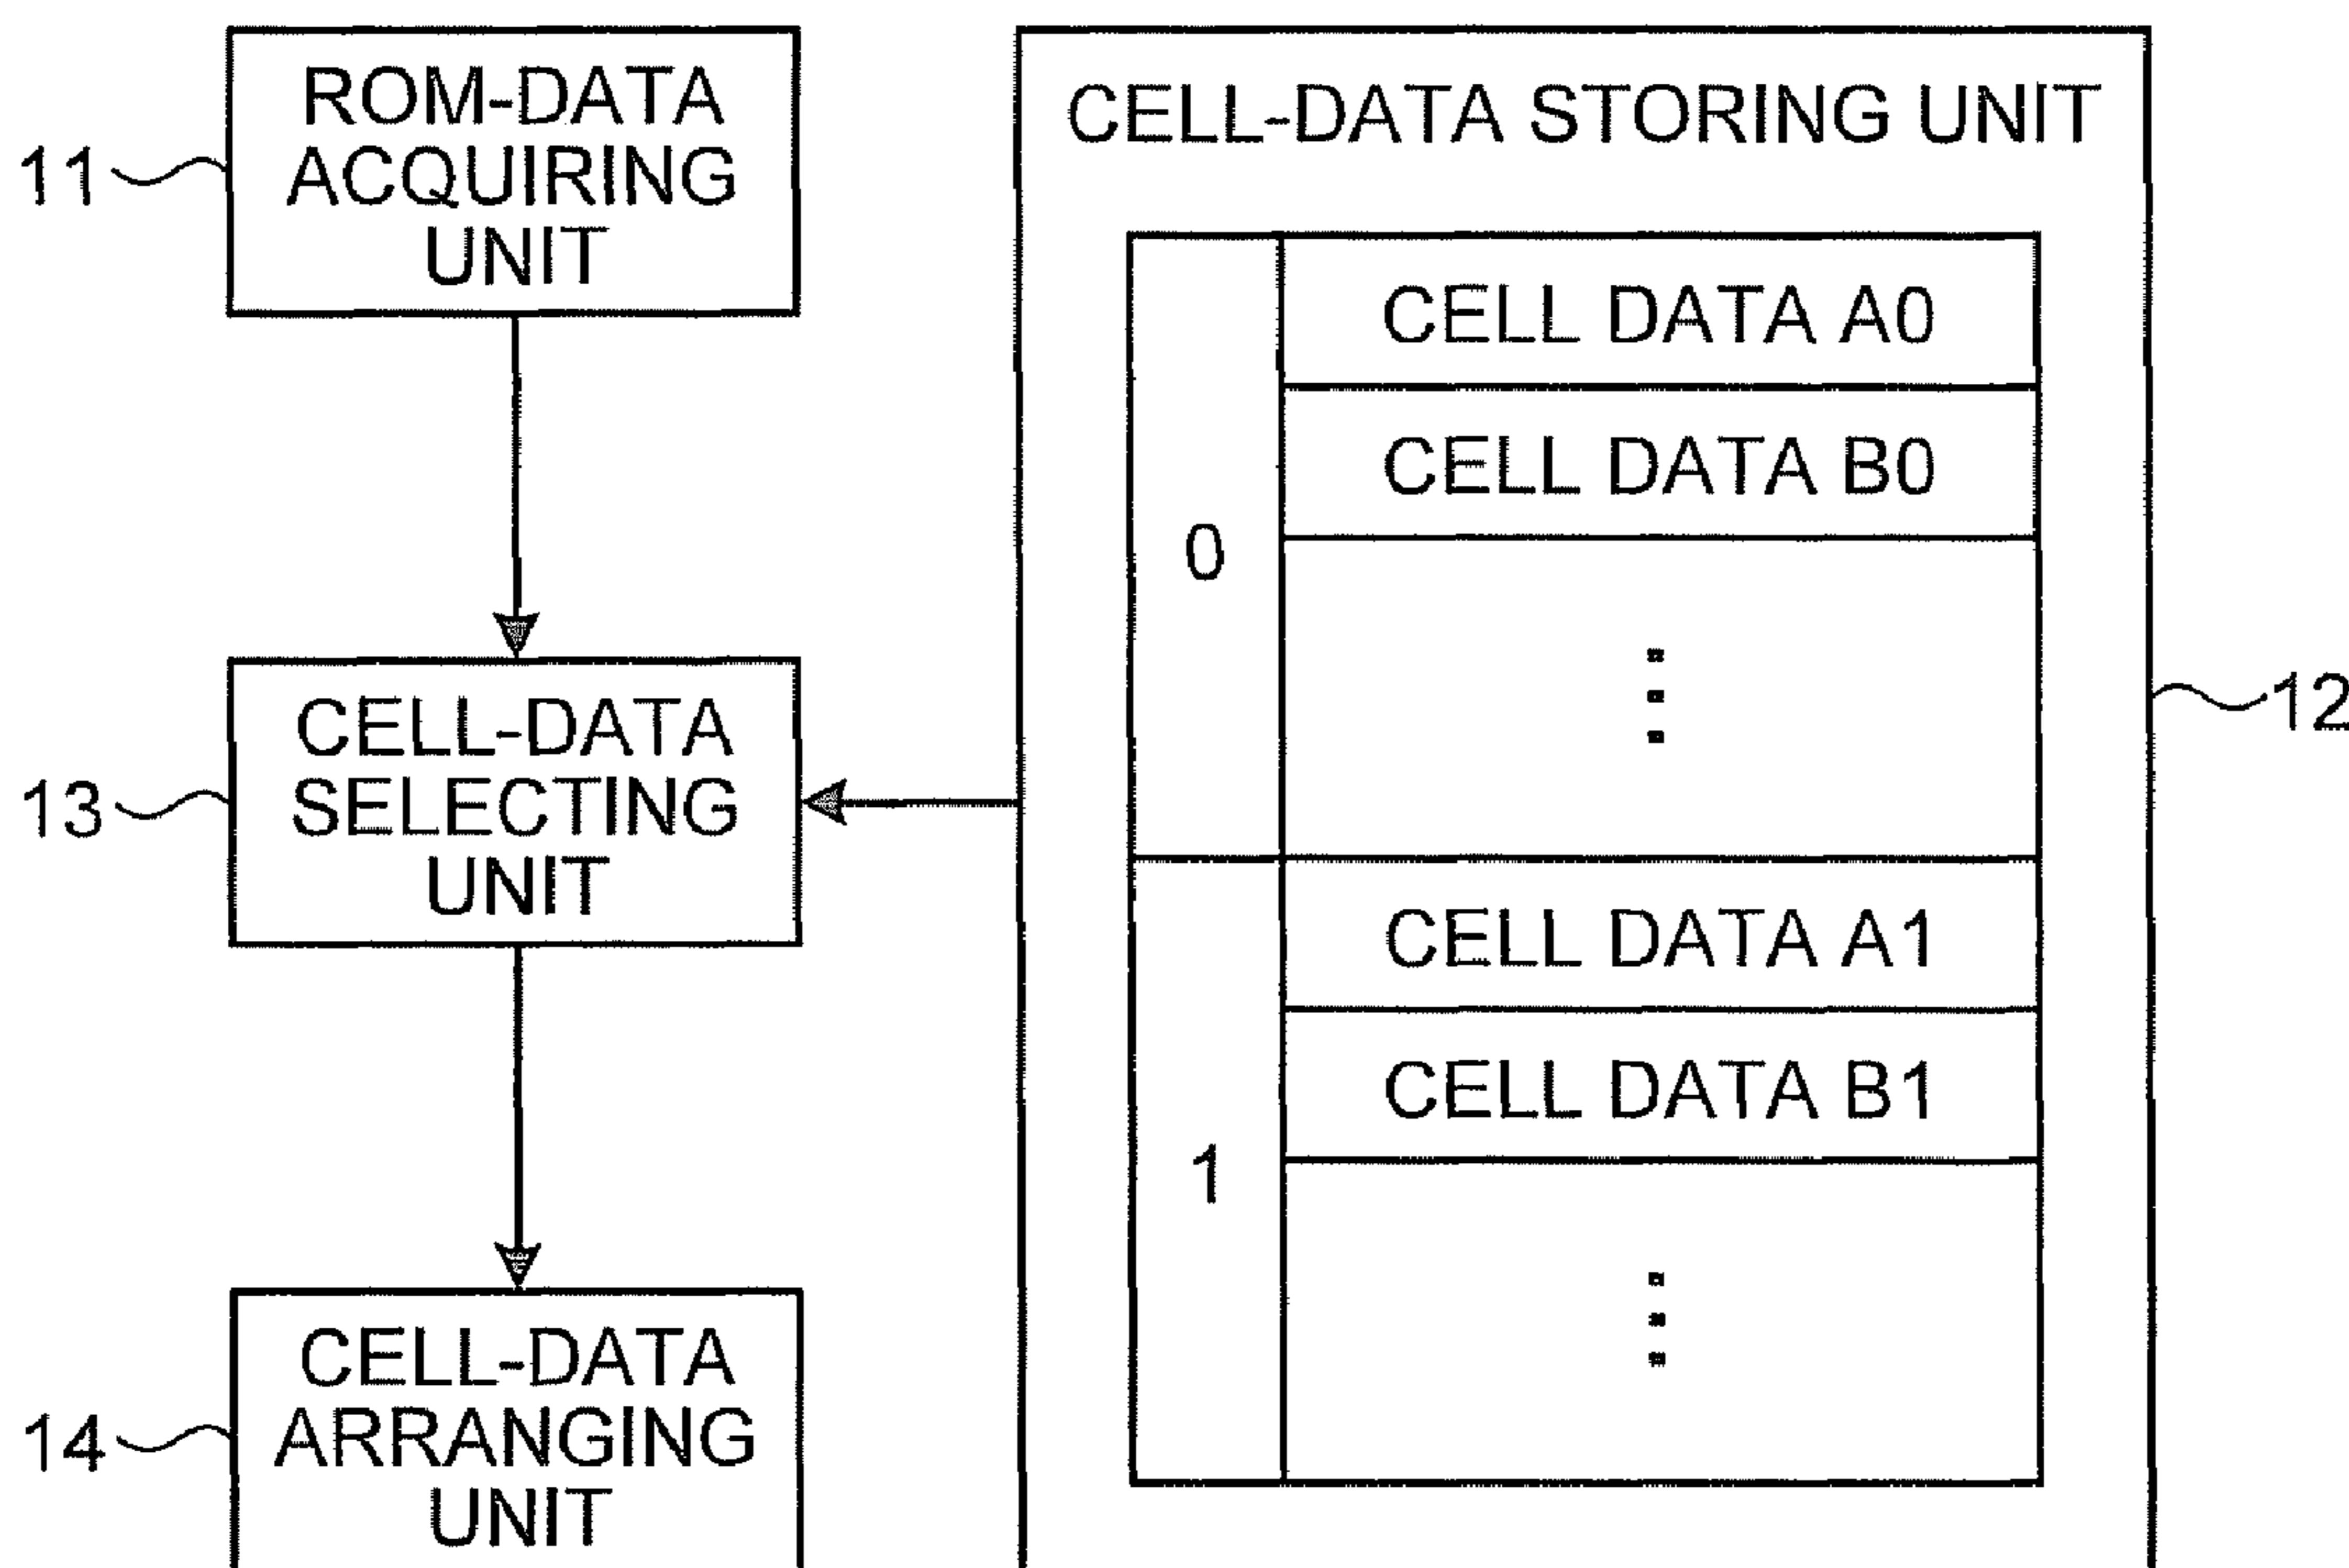 11
ROM-DATA
ACQUIRING
UNIT
13
CELL-DATA
SELECTING
UNIT
14
CELL-DATA
ARRANGING
UNIT
CELL-DATA STORING UNIT
0
CELL DATA A0
CELL DATA B0
1
CELL DATA A1
CELL DATA B1
12